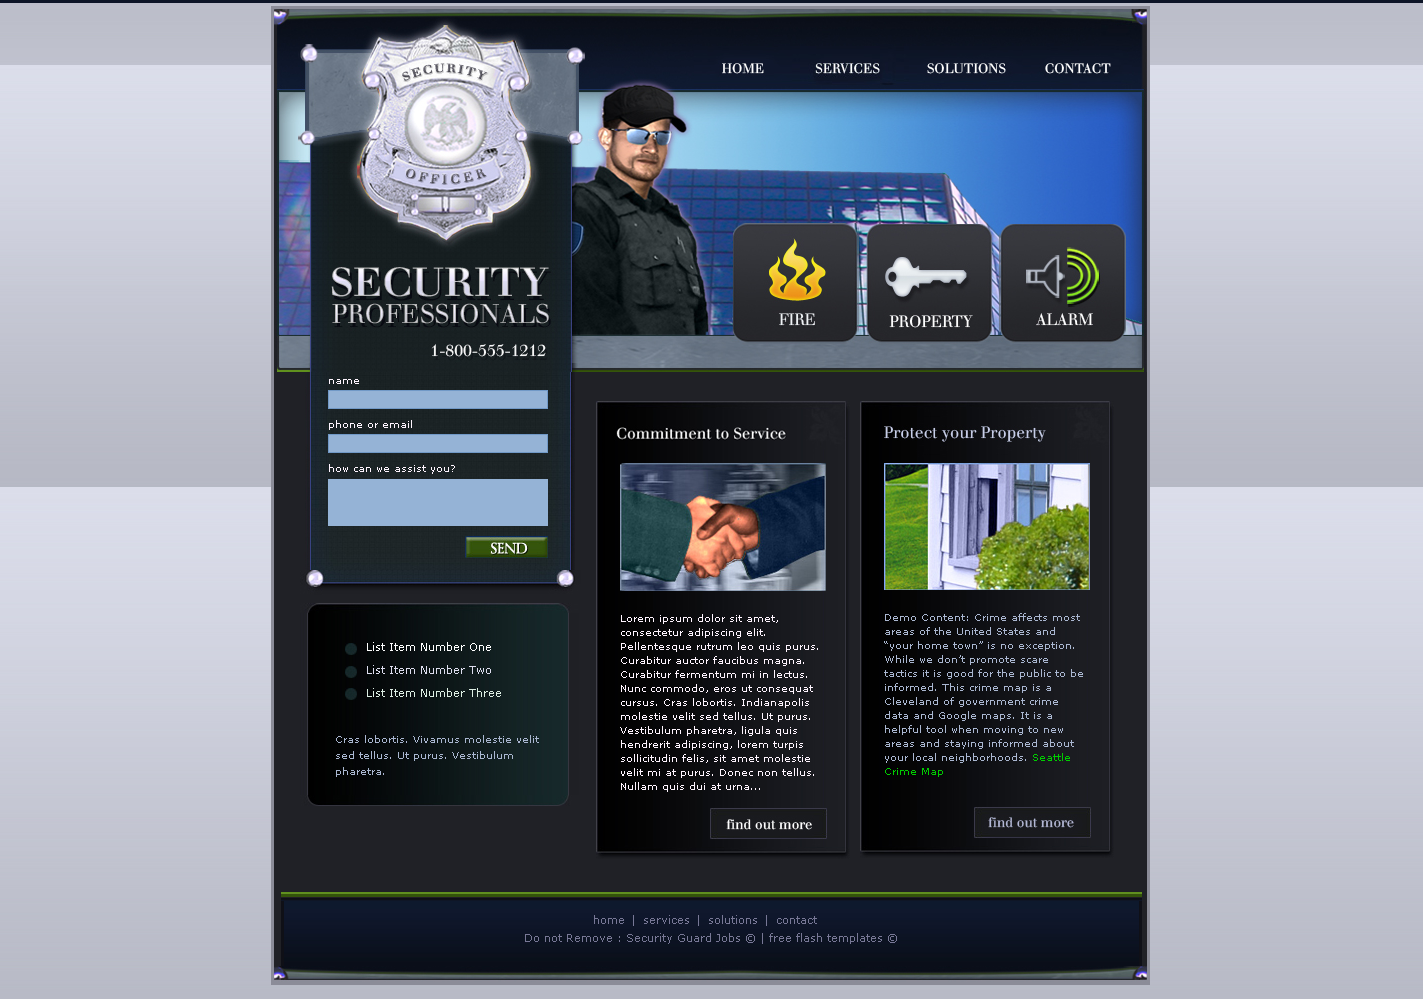 SECURITY
OFFICER
HOME SERVICES SOLUTIONS CONTACT
SECURITY
PROFESSIONALS
1-800-555-1212
name
phone or email
how can we assist you?
SEND
FIRE
PROPERTY
ALARM
List Item Number One
List Item Number Two
List Item Number Three
Cras lobortis. Vivamus molestie velit
sed tellus. Ut purus. Vestibulum
pharetra.
Commitment to Service
Lorem ipsum dolor sit amet,
consectetur adipiscing elit.
Pellentesque rutrum leo quis purus.
Curabitur auctor faucibus magna.
Curabitur fermentum mi in lectus.
Nunc commodo, eros ut consequat
cursus. Cras lobortis. Indianapolis
molestie velit sed tellus. Ut purus.
Vestibulum pharetra, ligula quis
hendrerit adipiscing, lorem turpis
sollicitudin felis, sit amet molestie
velit mi at purus. Donec non tellus.
Nullam quis dui at urna...
find out more
Protect your Property
Demo Content: Crime affects most
areas of the United States and
“your home town” is no exception.
While we don’t promote scare
tactics it is good for the public to be
informed. This crime map is a
Cleveland of government crime
data and Google maps. It is a
helpful tool when moving to new
areas and staying informed about
your local neighborhoods. Seattle
Crime Map
find out more
home | services | solutions | contact
Do not Remove : Security Guard Jobs © | free flash templates ©